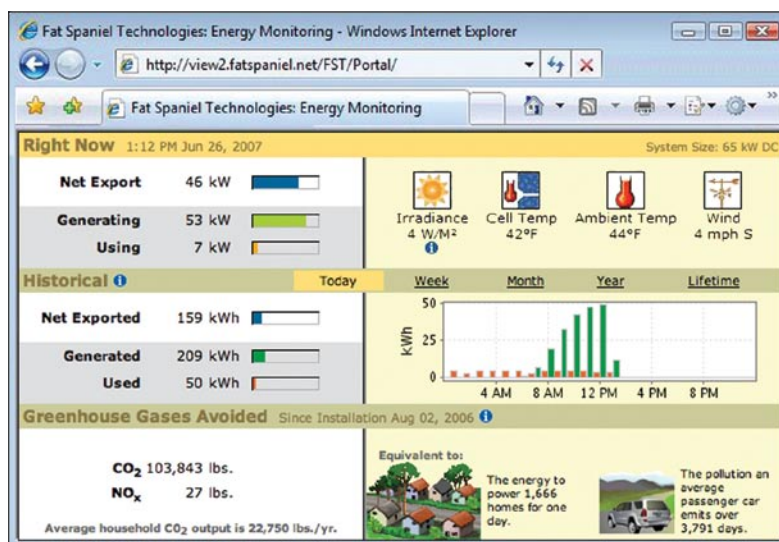 Fat Spaniel Technologies: Energy Monitoring - Windows Internet Explorer
http://view2.fatspaniel.net/FST/Portal/
Fat Spaniel Technologies: Energy Monitoring
Right Now 1:12 PM Jun 26, 2007
System Size: 65 kW DC
Net Export 46 kW
Generating 53 kW
Using 7 kW
Irradiance
4 W/M²
Cell Temp
42°F
Ambient Temp
44°F
Wind
4 mph S
Historical
Today Week Month Year Lifetime
Net Exported 159 kWh
Generated 209 kWh
Used 50 kWh
kWh
50
25
0
4 AM 8 AM 12 PM 4 PM 8 PM
Greenhouse Gases Avoided Since Installation Aug 02, 2006
CO₂ 103,843 lbs.
NOₓ 27 lbs.
Average household CO₂ output is 22,750 lbs./yr.
Equivalent to:
The energy to
power 1,666
homes for one
day.
The pollution an
average
passenger car
emits over
3,791 days.